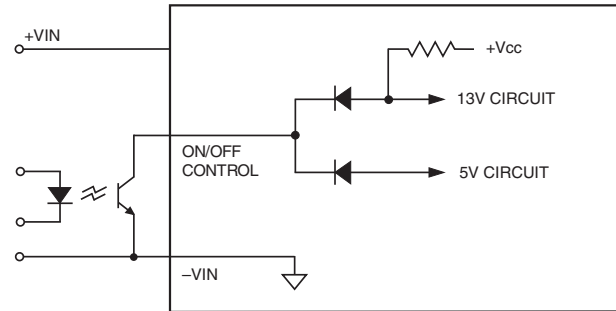 +VIN
+Vcc
13V CIRCUIT
ON/OFF
CONTROL
5V CIRCUIT
–VIN